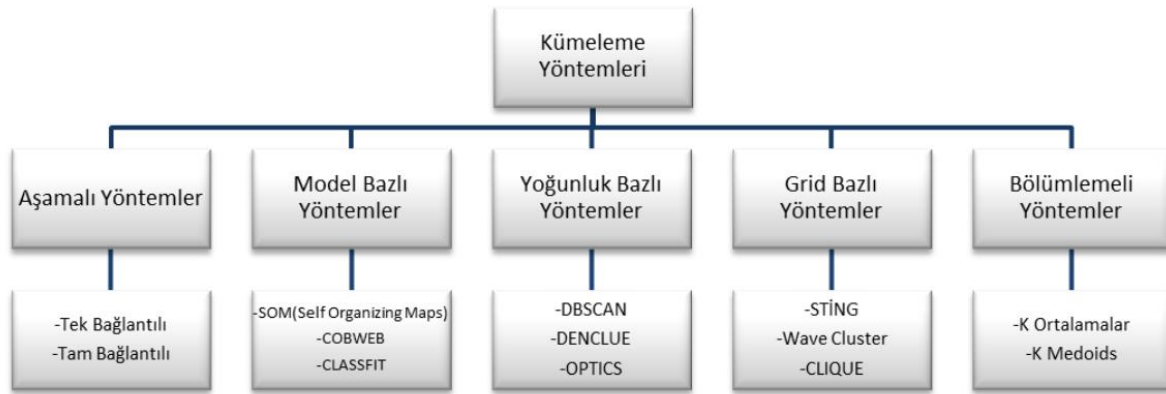 Kümeleme
Yöntemleri
Aşamalı Yöntemler
Model Bazlı
Yöntemler
Yoğunluk Bazlı
Yöntemler
Grid Bazlı
Yöntemler
Bölümlemeli
Yöntemler
-Tek Bağlantılı
-Tam Bağlantılı
-SOM(Self Organizing Maps)
-COBWEB
-CLASSFIT
-DBSCAN
-DENCLUE
-OPTICS
-STİNG
-Wave Cluster
-CLIQUE
-K Ortalamalar
-K Medoids